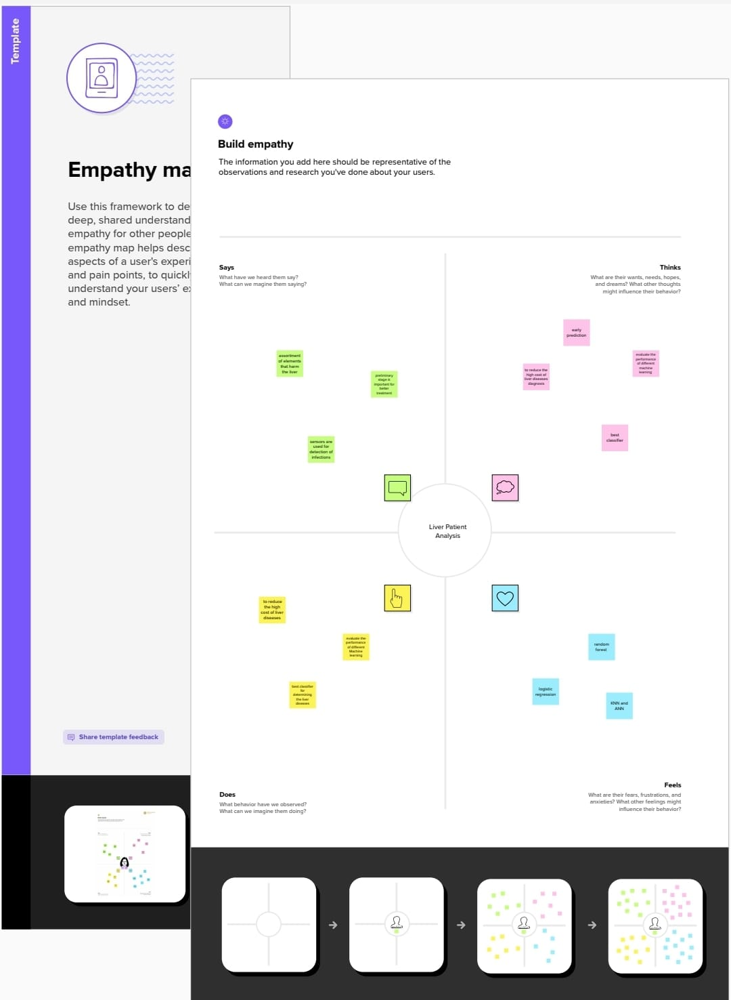 Template
Empathy ma
Use this framework to de
deep, shared understand
empathy for other people
empathy map helps desc
aspects of a user's experi
and pain points, to quickl
understand your users' e
and mindset.
Share template feedback
Build empathy
The information you add here should be representative of the
observations and research you've done about your users.
Says
What have we heard them say?
What can we magine them saying?
Thinks
What are their wants, needs, hopes,
and dreams? What other thoughts
might influence their behavior?
assortment
of elements
that harm
the liver
preliminary
stage is
important for
better
treatment
sensors are
used for
detection of
infections
early
prediction
to reduce the
high cost of
liver diseases
diagnosis
evaluate the
performance
of different
machine
learning
best
classifier
Liver Patient
Analysis
to reduce
the high
cost of liver
diseases
evaluate the
performance
of different
Machine
learning
best classifier
for
determining
the liver
diseases
random
forest
logistic
regression
KNN and
ANN
Does
What behavior have we observed?
What can we imagine them doing?
Feels
What are their fears, frustrations, and
anxieties? What other feelings might
influence their behavior?